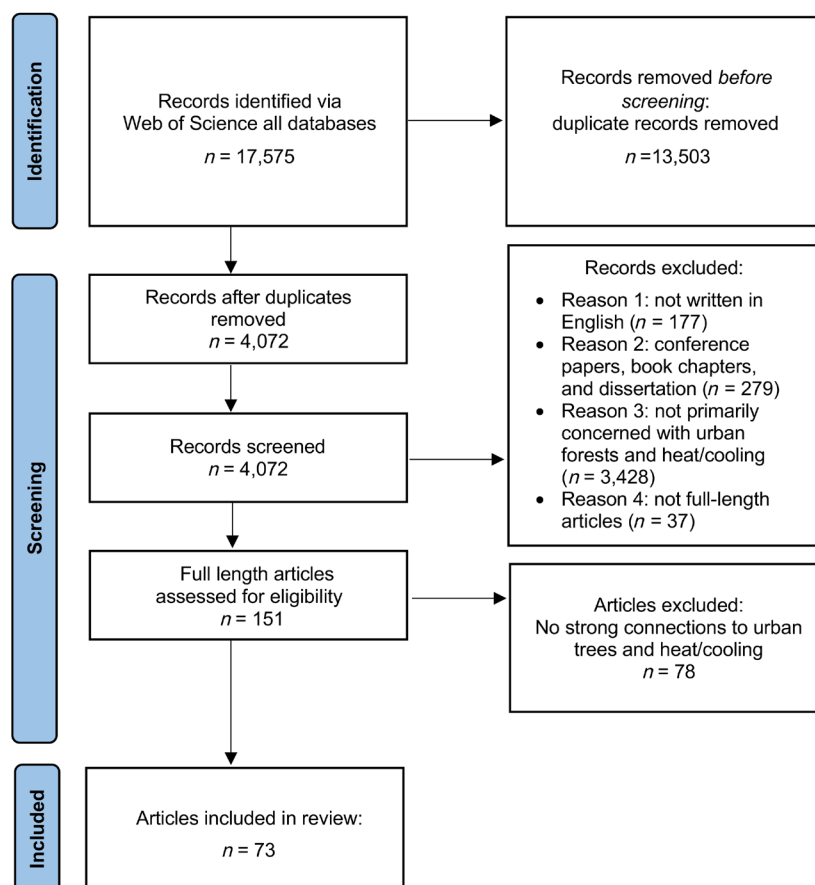 Identification
Records identified via
Web of Science all databases
n = 17,575
Records removed before
screening:
duplicate records removed
n =13,503
Screening
Records after duplicates
removed
n = 4,072
Records screened
n = 4,072
Records excluded:
• Reason 1: not written in
English (n = 177)
• Reason 2: conference
papers, book chapters,
and dissertation (n = 279)
• Reason 3: not primarily
concerned with urban
forests and heat/cooling
(n = 3,428)
• Reason 4: not full-length
articles (n = 37)
Full length articles
assessed for eligibility
n = 151
Articles excluded:
No strong connections to urban
trees and heat/cooling
n = 78
Included
Articles included in review:
n = 73